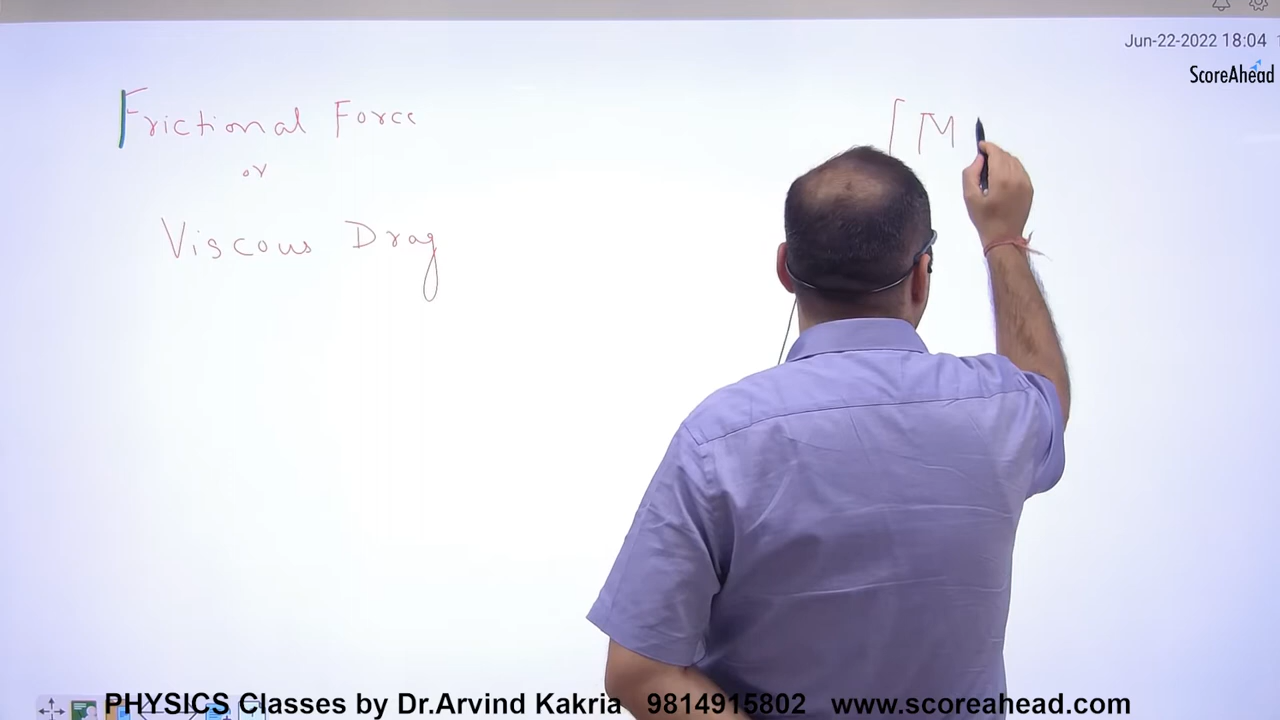 Jun-22-2022 18:04
ScoreAhead
Frictional Force
or
Viscous Drag
[ M
PHYSICS Classes by Dr.Arvind Kakria 9814915802 www.scoreahead.com